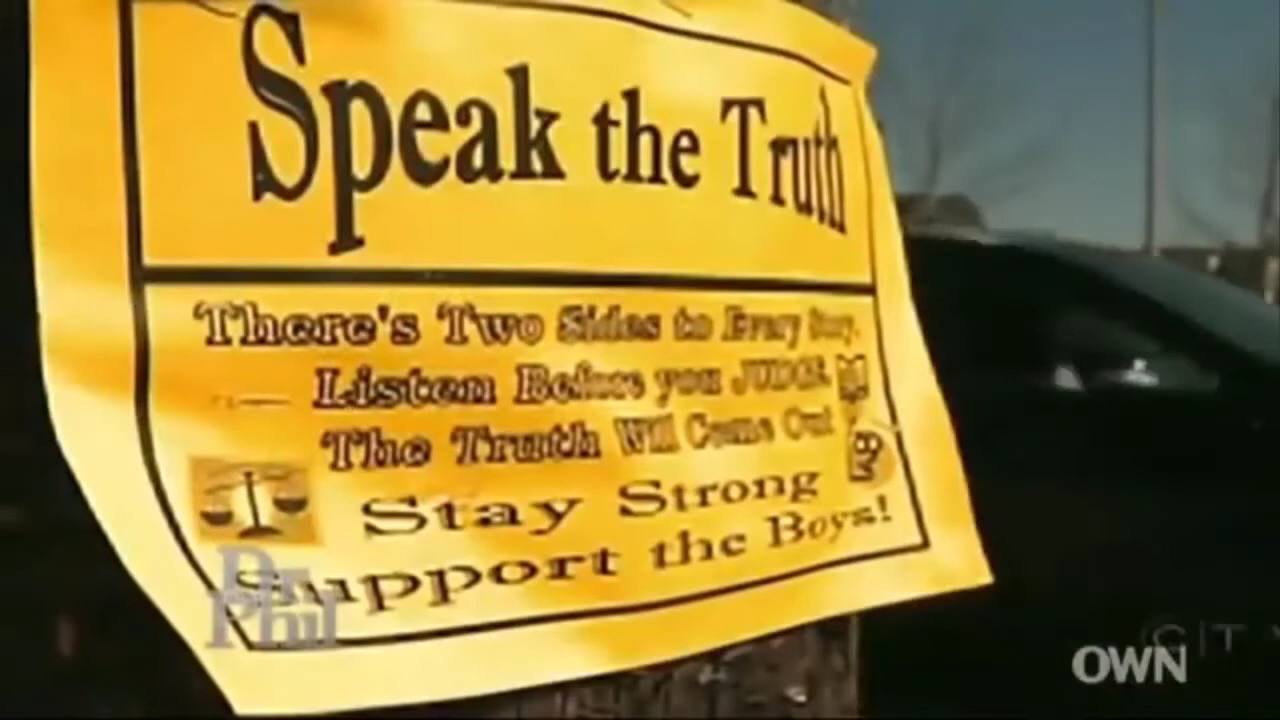 Speak the Truth
There's Two Sides to Every Story.
Listen Before you JUDGE
The Truth Will Come Out
Stay Strong
Support the Boys!
Dr. Phil
OWN